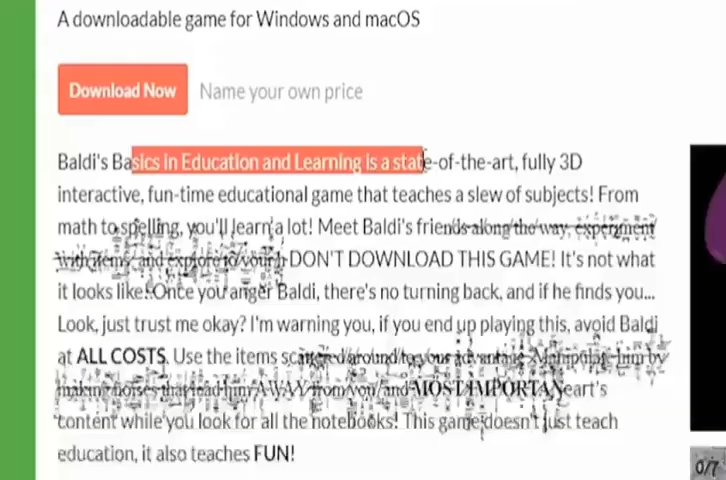 A downloadable game for Windows and macOS
Download Now Name your own price
Baldi's Basics in Education and Learning is a state-of-the-art, fully 3D
interactive, fun-time educational game that teaches a slew of subjects! From
math to spelling, you'll learn a lot! Meet Baldi's friends along the way, experiment
with items, and explore to your h DON'T DOWNLOAD THIS GAME! It's not what
it looks like! Once you anger Baldi, there's no turning back, and if he finds you...
Look, just trust me okay? I'm warning you, if you end up playing this, avoid Baldi
at ALL COSTS. Use the items scattered around to your advantage. Manipulate him by
making noises that lead him AWAY from you, and MOST IMPORTAN eart's
content while you look for all the notebooks! This game doesn't just teach
education, it also teaches FUN!
0/7